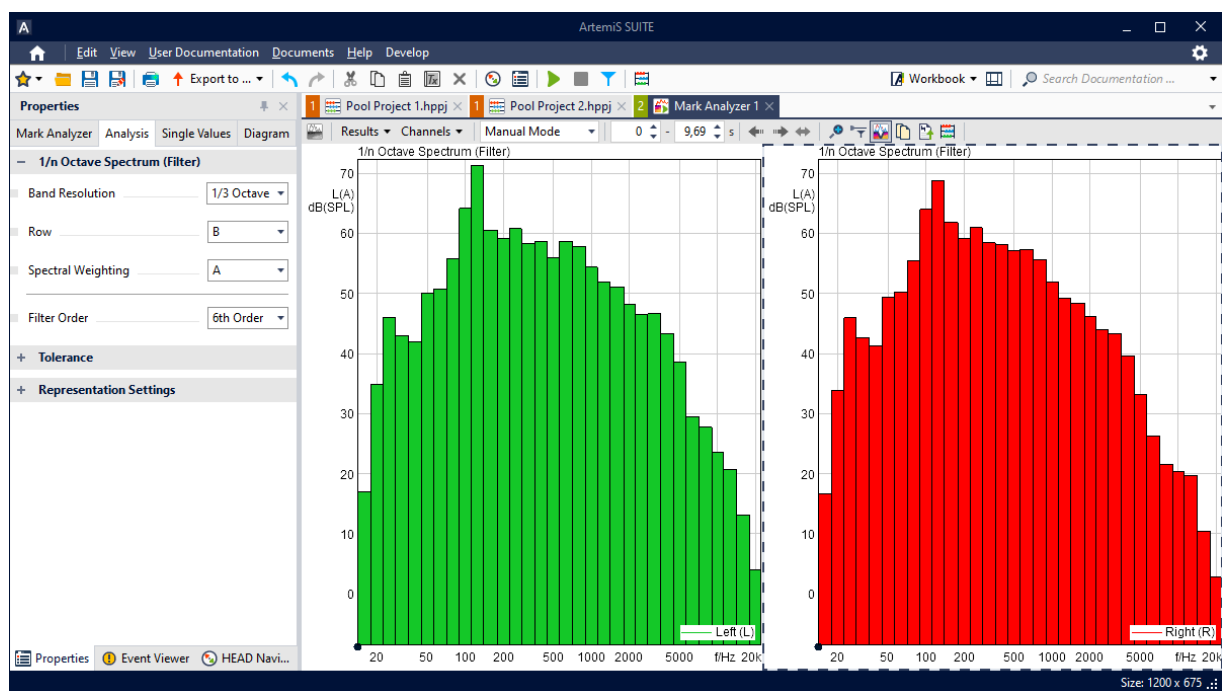 A ArtemiS SUITE
Edit View User Documentation Documents Help Develop
Export to ... Tx Workbook Search Documentation ...
Properties
1 Pool Project 1.hppj 1 Pool Project 2.hppj 2 Mark Analyzer 1
Mark Analyzer Analysis Single Values Diagram
Results Channels Manual Mode 0 - 9,69 s
1/n Octave Spectrum (Filter)
Band Resolution 1/3 Octave
Row B
Spectral Weighting A
Filter Order 6th Order
Tolerance
Representation Settings
1/n Octave Spectrum (Filter)
70
L(A)
dB(SPL)
60
50
40
30
20
10
0
Left (L)
20 50 100 200 500 1000 2000 5000 f/Hz 20k
1/n Octave Spectrum (Filter)
70
L(A)
dB(SPL)
60
50
40
30
20
10
0
Right (R)
20 50 100 200 500 1000 2000 5000 f/Hz 20k
Properties Event Viewer HEAD Navi...
Size: 1200 x 675